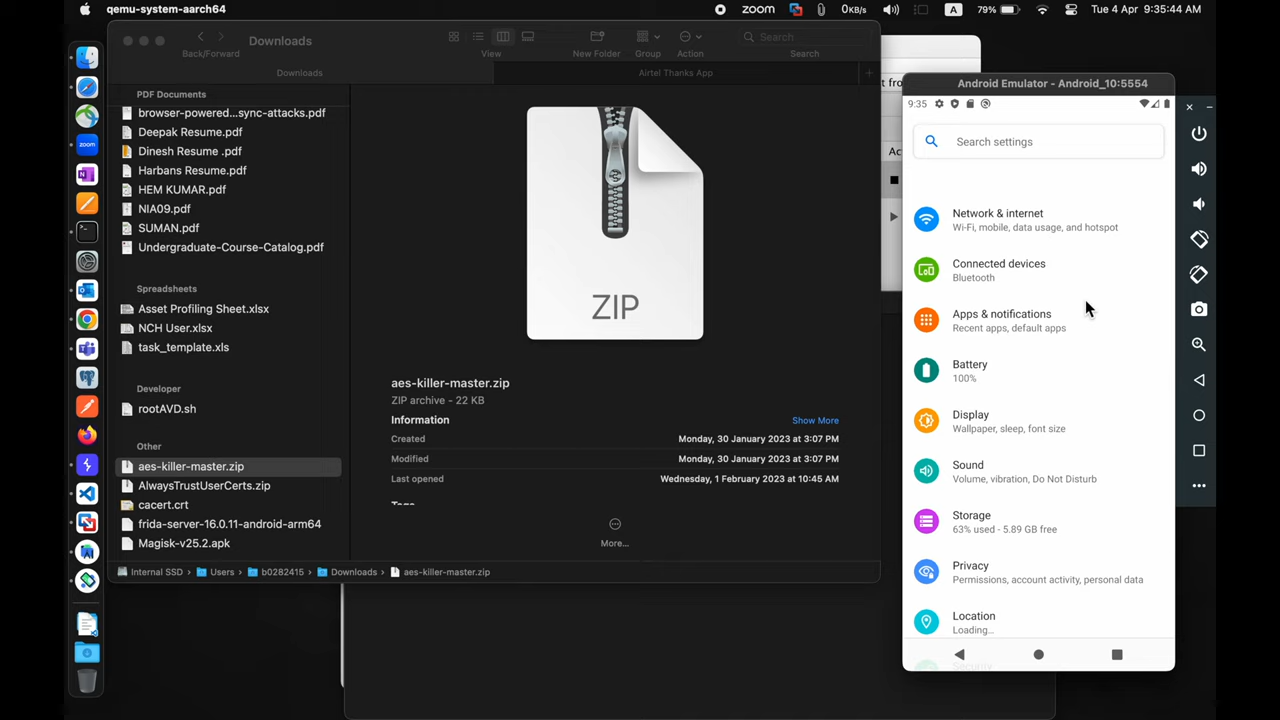 qemu-system-aarch64
zoom
0KB/s
A
79%
Tue 4 Apr 9:35:44 AM
Downloads
Back/Forward
View
New Folder
Group
Action
Search
Search
Downloads
Airtel Thanks App
PDF Documents
browser-powered...sync-attacks.pdf
Deepak Resume.pdf
Dinesh Resume .pdf
Harbans Resume.pdf
HEM KUMAR.pdf
NIA09.pdf
SUMAN.pdf
Undergraduate-Course-Catalog.pdf
Spreadsheets
Asset Profiling Sheet.xlsx
NCH User.xlsx
task_template.xls
Developer
rootAVD.sh
Other
aes-killer-master.zip
AlwaysTrustUserCerts.zip
cacert.crt
frida-server-16.0.11-android-arm64
Magisk-v25.2.apk
ZIP
aes-killer-master.zip
ZIP archive - 22 KB
Information
Show More
Created
Monday, 30 January 2023 at 3:07 PM
Modified
Monday, 30 January 2023 at 3:07 PM
Last opened
Wednesday, 1 February 2023 at 10:45 AM
Tags
More...
Internal SSD › Users › b0282415 › Downloads › aes-killer-master.zip
zoom
Android Emulator - Android_10:5554
9:35
Search settings
Network & internet
Wi-Fi, mobile, data usage, and hotspot
Connected devices
Bluetooth
Apps & notifications
Recent apps, default apps
Battery
100%
Display
Wallpaper, sleep, font size
Sound
Volume, vibration, Do Not Disturb
Storage
63% used - 5.89 GB free
Privacy
Permissions, account activity, personal data
Location
Loading...
Security